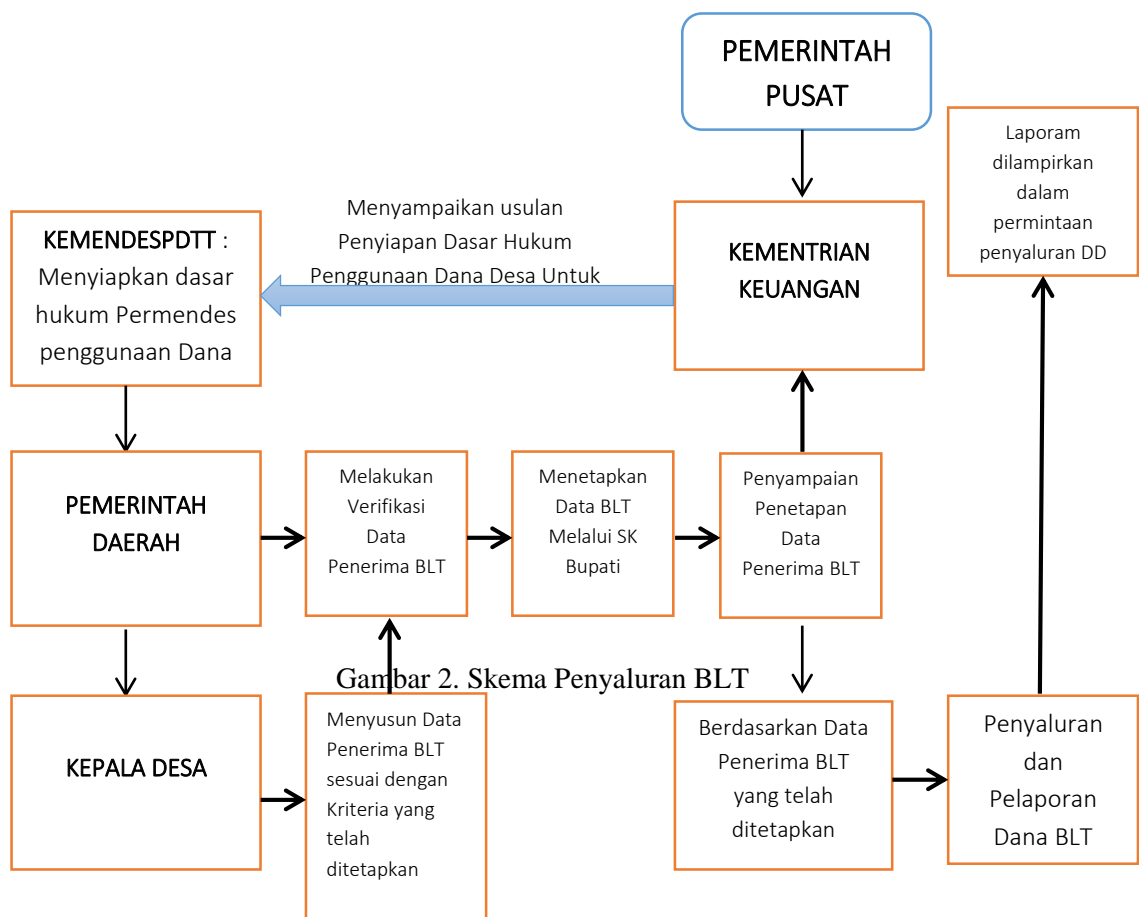 PEMERINTAH
PUSAT
Laporam
dilampirkan
dalam
permintaan
penyaluran DD
Menyampaikan usulan
Penyiapan Dasar Hukum
Penggunaan Dana Desa Untuk
KEMENDESPDTT :
Menyiapkan dasar
hukum Permendes
penggunaan Dana
KEMENTRIAN
KEUANGAN
PEMERINTAH
DAERAH
Melakukan
Verifikasi
Data
Penerima BLT
Menetapkan
Data BLT
Melalui SK
Bupati
Penyampaian
Penetapan
Data
Penerima BLT
Gambar 2. Skema Penyaluran BLT
KEPALA DESA
Menyusun Data
Penerima BLT
sesuai dengan
Kriteria yang
telah
ditetapkan
Berdasarkan Data
Penerima BLT
yang telah
ditetapkan
Penyaluran
dan
Pelaporan
Dana BLT